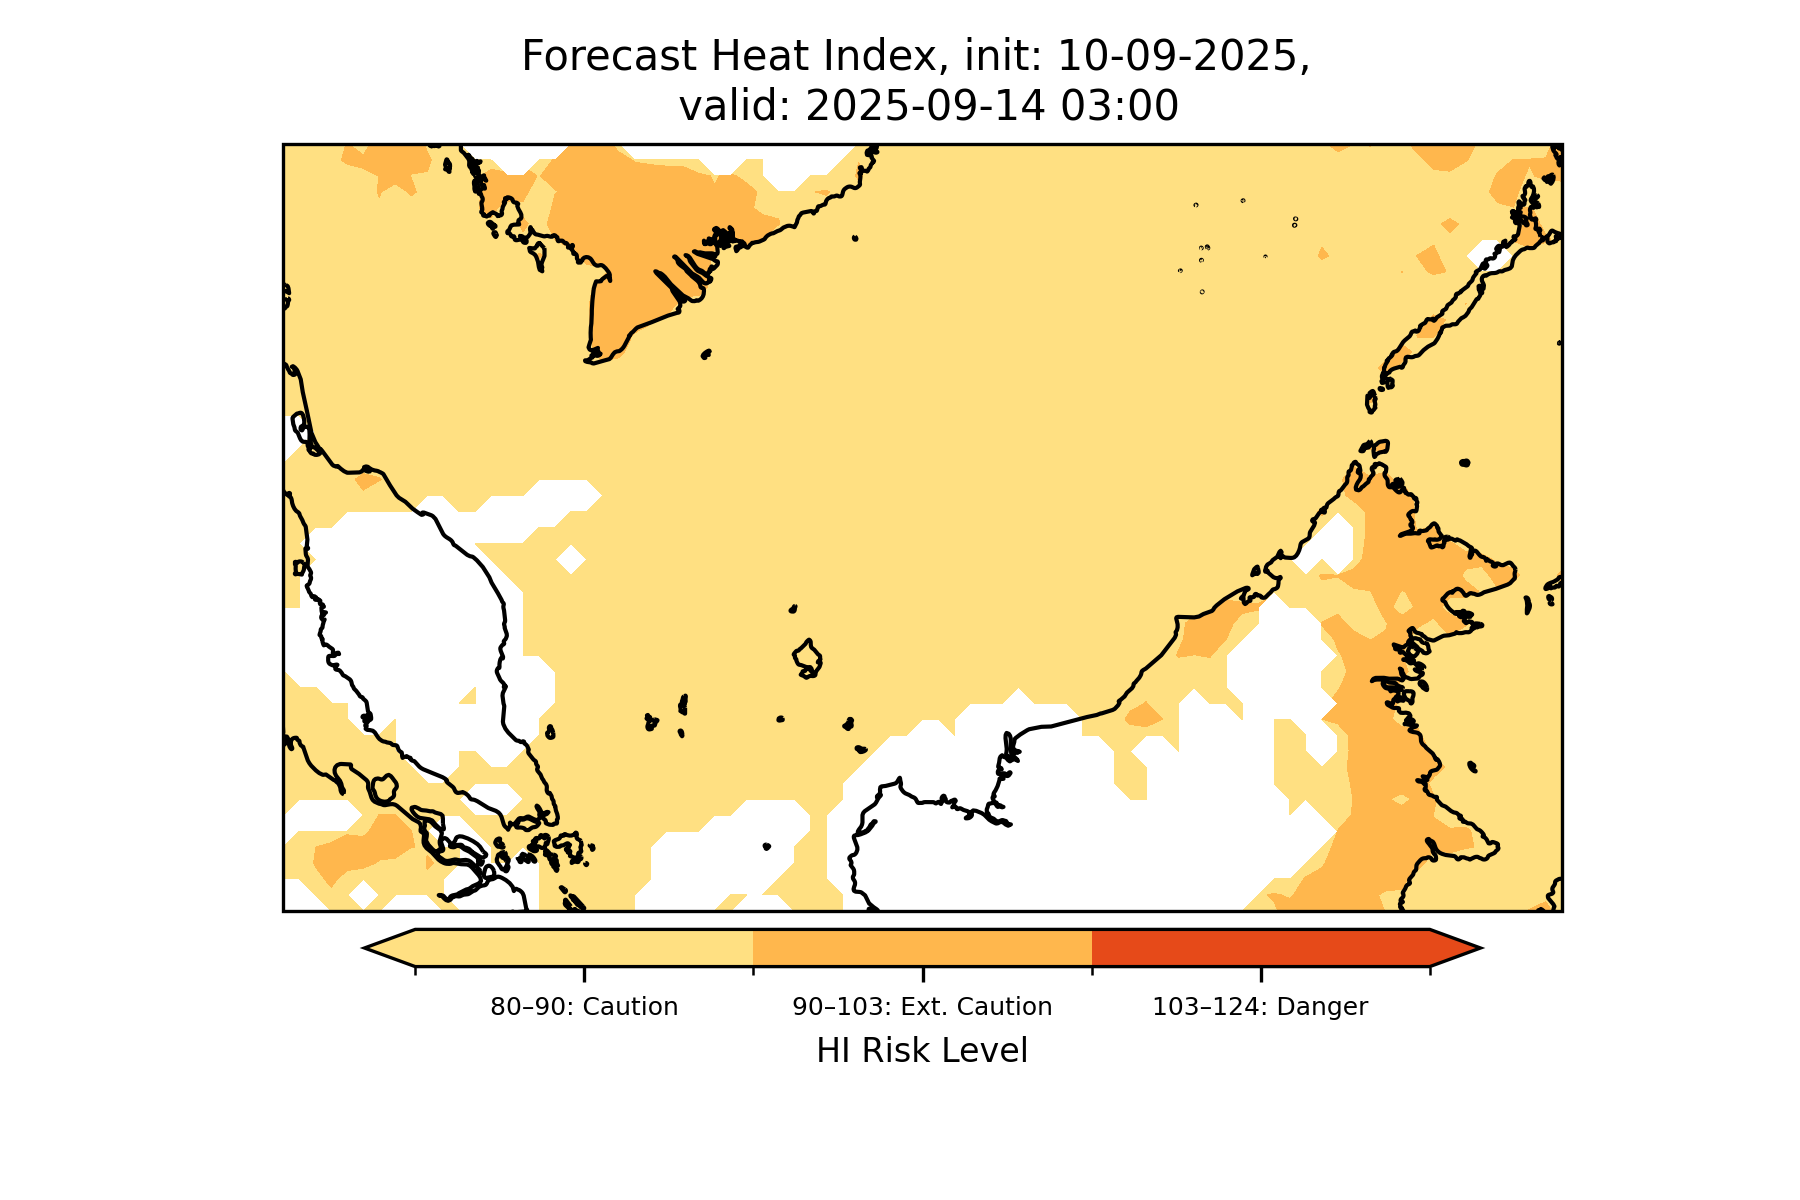 Forecast Heat Index, init: 10-09-2025,
valid: 2025-09-14 03:00
80–90: Caution
90–103: Ext. Caution
103–124: Danger
HI Risk Level